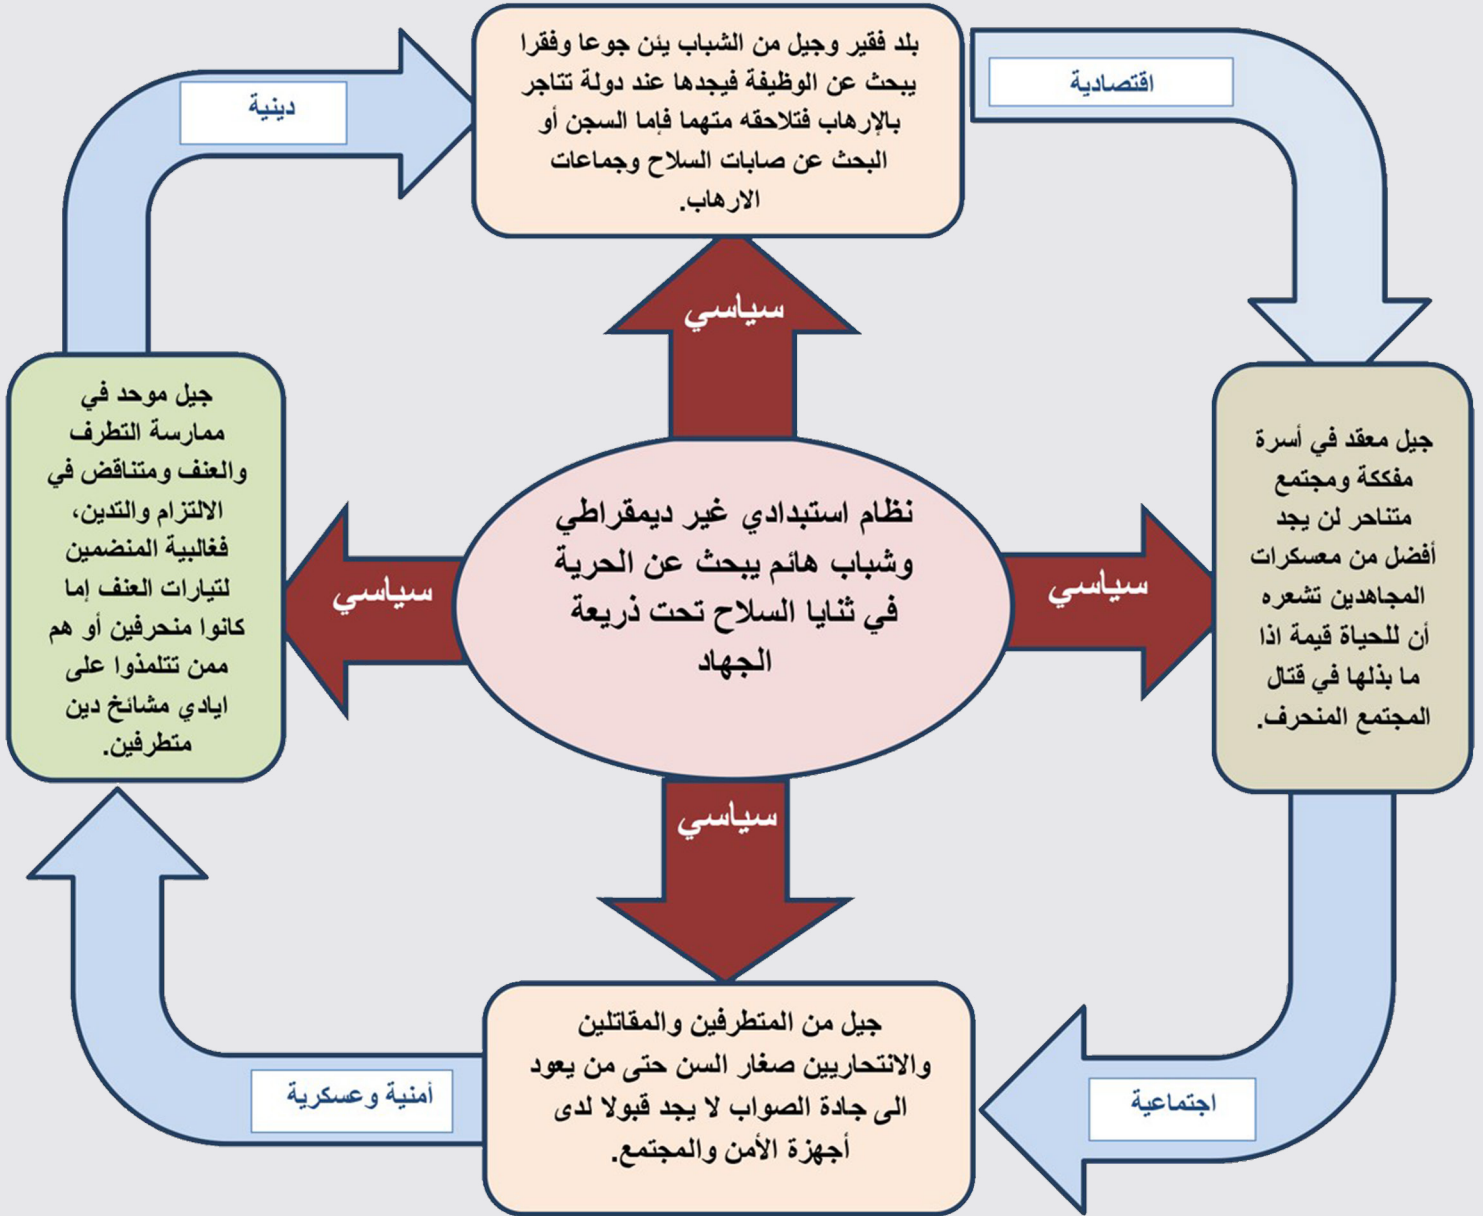 بلد فقير وجيل من الشباب يئن جوعا وفقرا
يبحث عن الوظيفة فيجدها عند دولة تتاجر
بالإرهاب فتلاحقه متهما فإما السجن أو
البحث عن صابات السلاح وجماعات
الارهاب.
اقتصادية
دينية
سياسي
جيل معقد في أسرة
مفككة ومجتمع
متناحر لن يجد
أفضل من معسكرات
المجاهدين تشعره
أن للحياة قيمة اذا
ما بذلها في قتال
المجتمع المنحرف.
سياسي
نظام استبدادي غير ديمقراطي
وشباب هائم يبحث عن الحرية
في ثنايا السلاح تحت ذريعة
الجهاد
سياسي
جيل موحد في
ممارسة التطرف
والعنف ومتناقض في
الالتزام والتدين،
فغالبية المنضمين
لتيارات العنف إما
كانوا منحرفين أو هم
ممن تتلمذوا على
ايادي مشائخ دين
متطرفين.
سياسي
اجتماعية
جيل من المتطرفين والمقاتلين
والانتحاريين صغار السن حتى من يعود
الى جادة الصواب لا يجد قبولا لدى
أجهزة الأمن والمجتمع.
أمنية وعسكرية